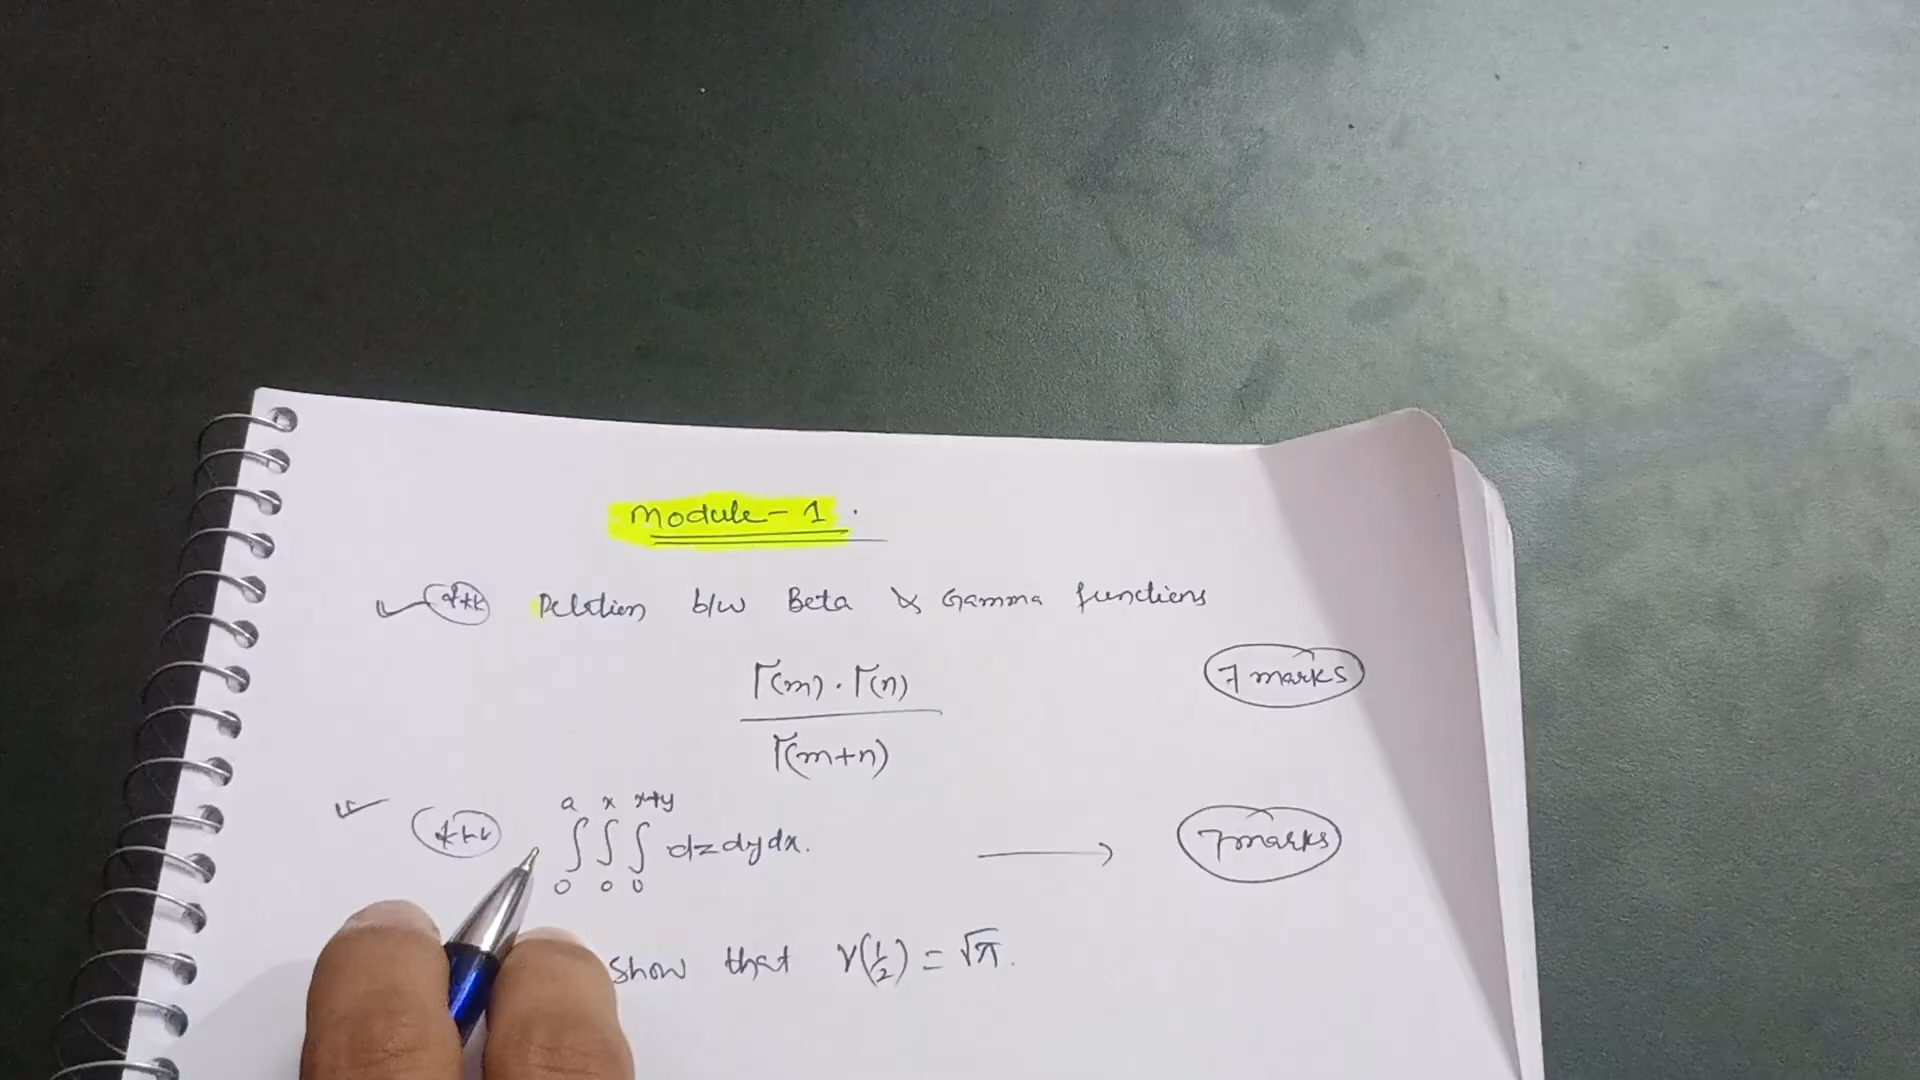 Module - 1 .
*** Relation b/w Beta & Gamma functions
Γ(m) . Γ(n)
7 marks
Γ(m+n)
a x x+y
*** ∫ ∫ ∫ dz dy dx. → 7 marks
0 0 0
Show that γ(1/2) = √π.